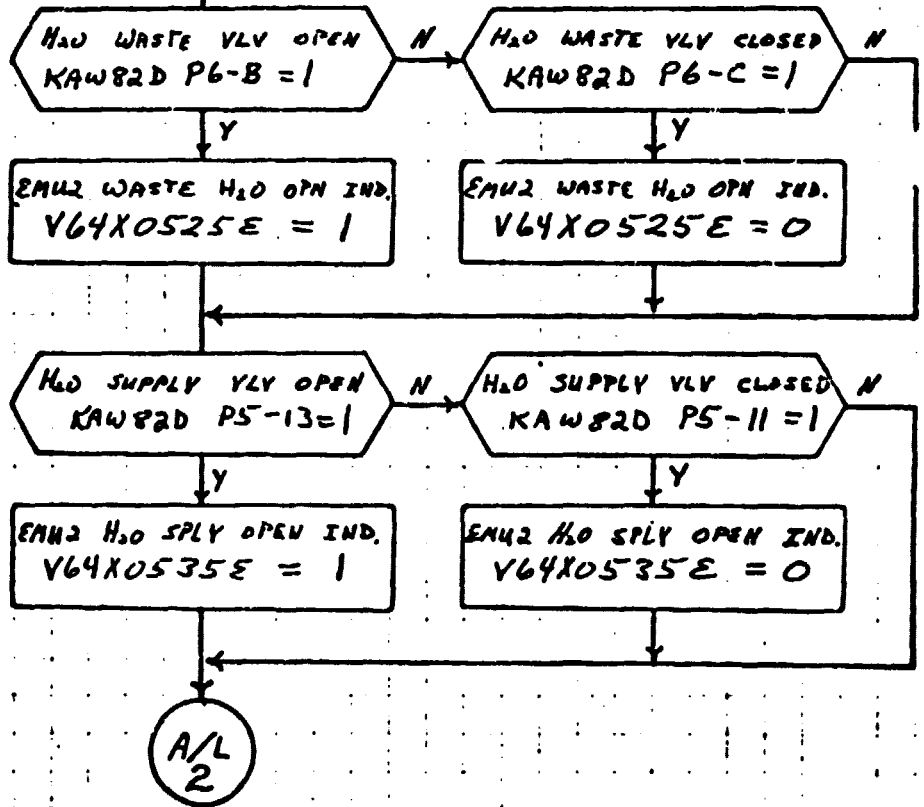 H₂O WASTE VLV OPEN
KAW82D P6-B = 1
N
H₂O WASTE VLV CLOSED
KAW82D P6-C = 1
N
Y
Y
EMU2 WASTE H₂O OPN IND.
V64X0525E = 1
EMU2 WASTE H₂O OPN IND.
V64X0525E = 0
H₂O SUPPLY VLV OPEN
KAW82D P5-13=1
N
H₂O SUPPLY VLV CLOSED
KAW82D P5-11 = 1
N
Y
Y
EMU2 H₂O SPLY OPEN IND.
V64X0535E = 1
EMU2 H₂O SPLY OPEN IND.
V64X0535E = 0
A/L
2